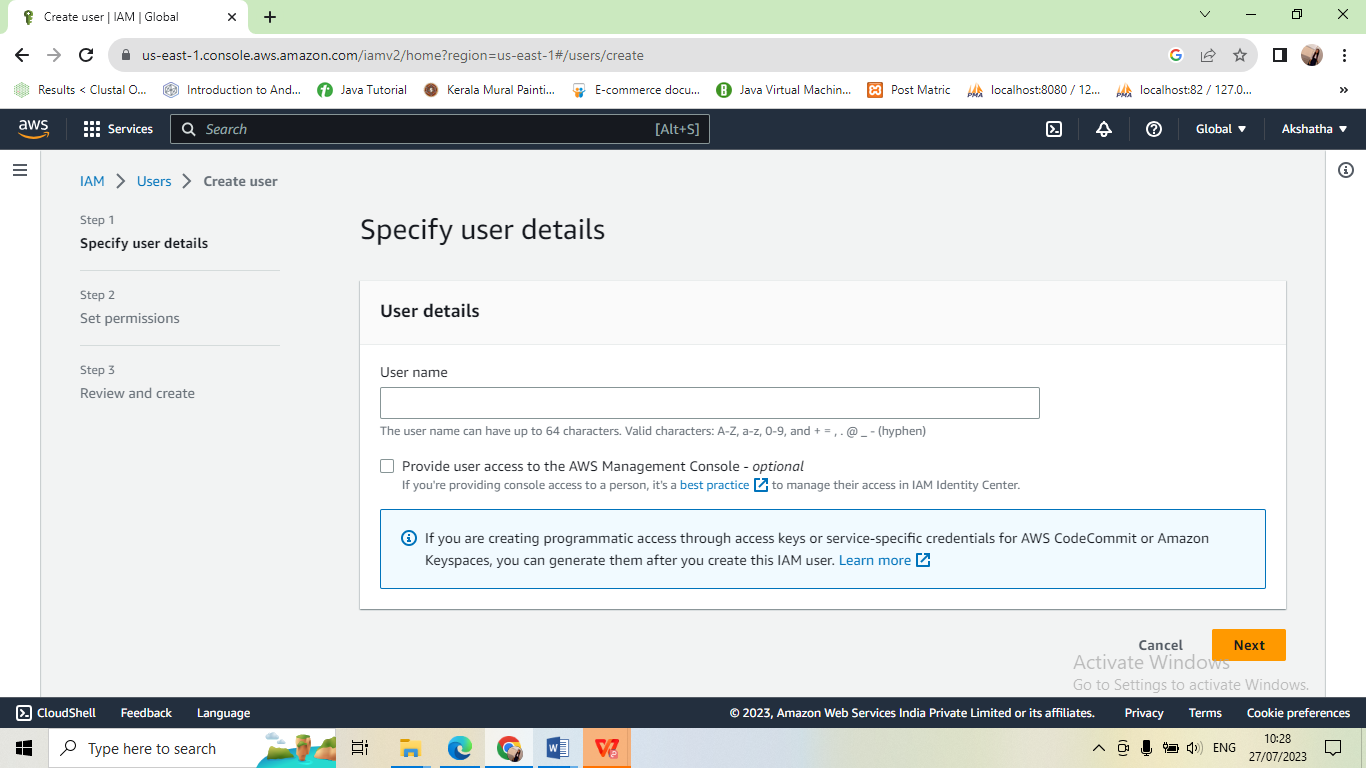 Create user | IAM | Global
us-east-1.console.aws.amazon.com/iamv2/home?region=us-east-1#/users/create
Results < Clustal O... Introduction to And... Java Tutorial Kerala Mural Painti... E-commerce docu... Java Virtual Machin... Post Matric localhost:8080 / 12... localhost:82 / 127.0... »
aws Services Search [Alt+S] Global Akshatha
IAM > Users > Create user
Step 1
Specify user details
Step 2
Set permissions
Step 3
Review and create
Specify user details
User details
User name
The user name can have up to 64 characters. Valid characters: A-Z, a-z, 0-9, and + = , . @ _ - (hyphen)
Provide user access to the AWS Management Console - optional
If you're providing console access to a person, it's a best practice to manage their access in IAM Identity Center.
If you are creating programmatic access through access keys or service-specific credentials for AWS CodeCommit or Amazon
Keyspaces, you can generate them after you create this IAM user. Learn more
Cancel Next
Activate Windows
Go to Settings to activate Windows.
CloudShell Feedback Language © 2023, Amazon Web Services India Private Limited or its affiliates. Privacy Terms Cookie preferences
Type here to search ENG 10:28
27/07/2023